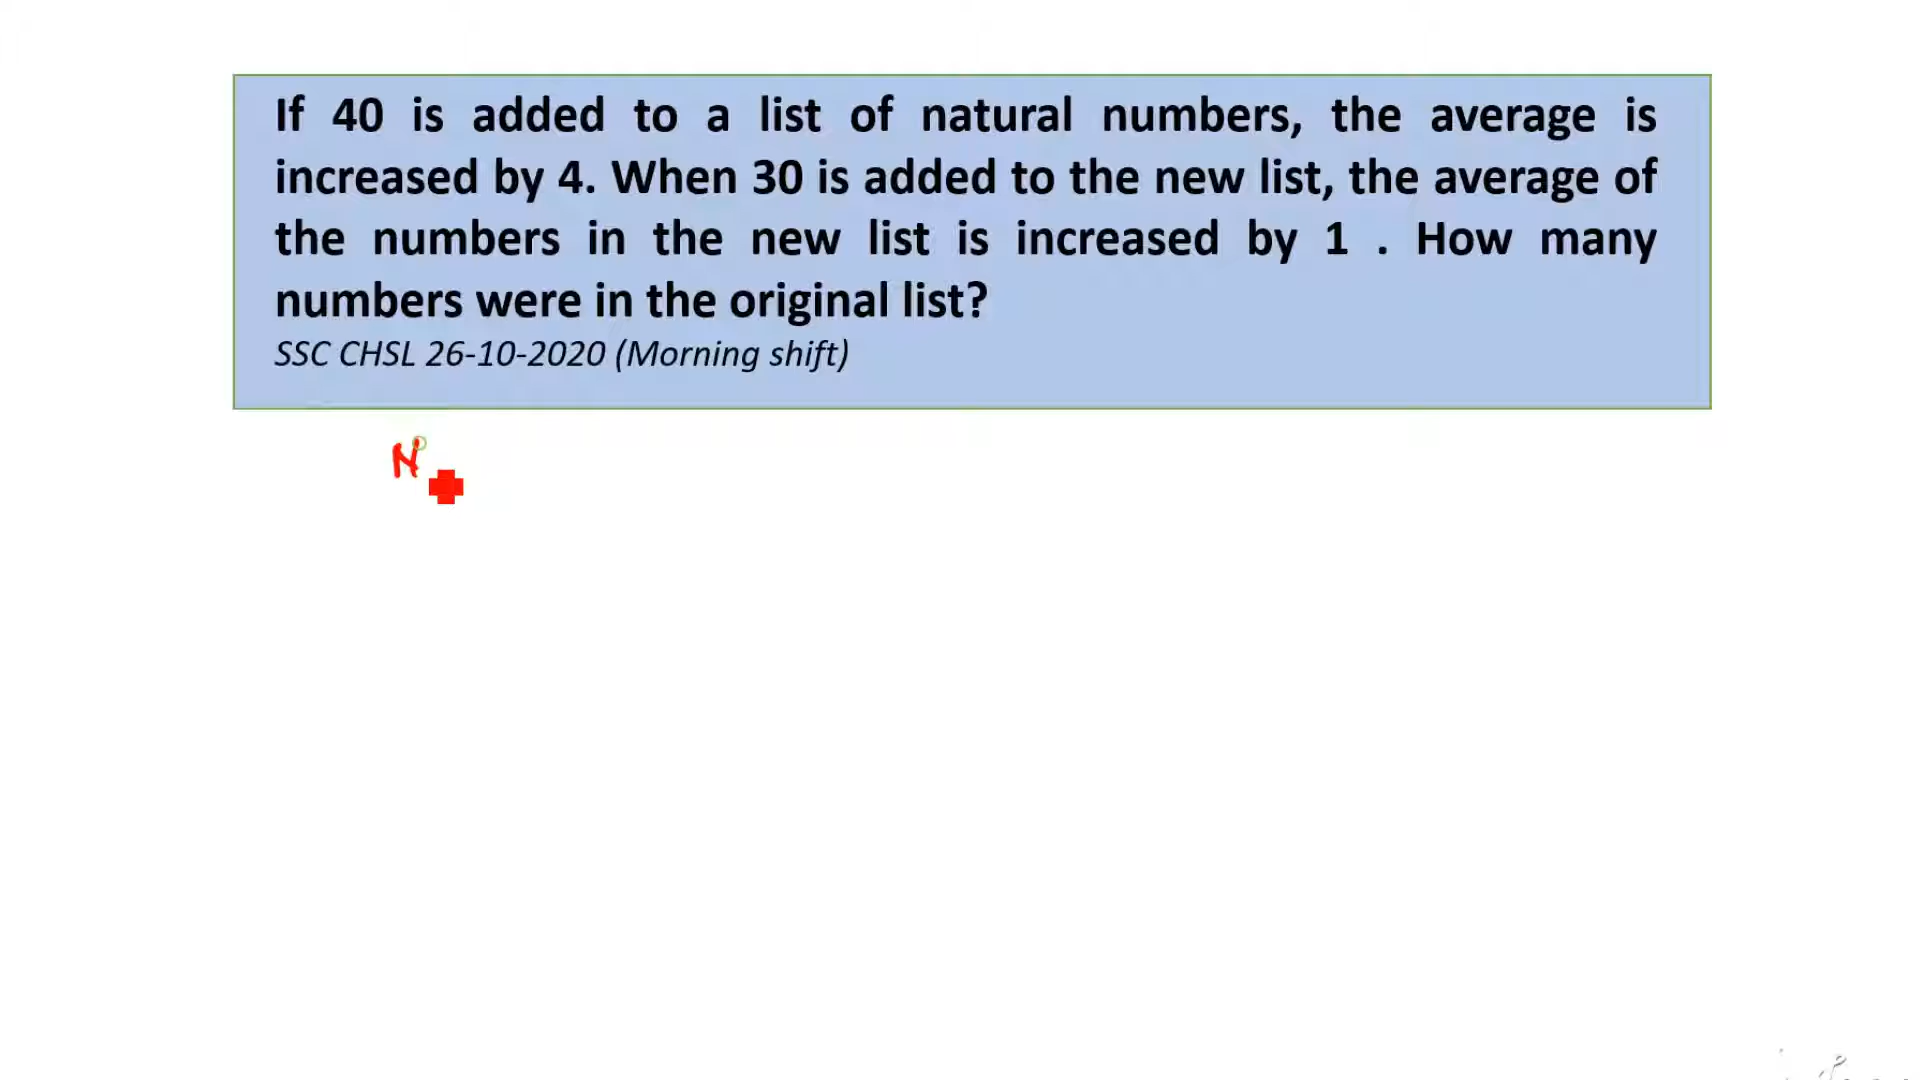 If 40 is added to a list of natural numbers, the average is
increased by 4. When 30 is added to the new list, the average of
the numbers in the new list is increased by 1 . How many
numbers were in the original list?
SSC CHSL 26-10-2020 (Morning shift)
N